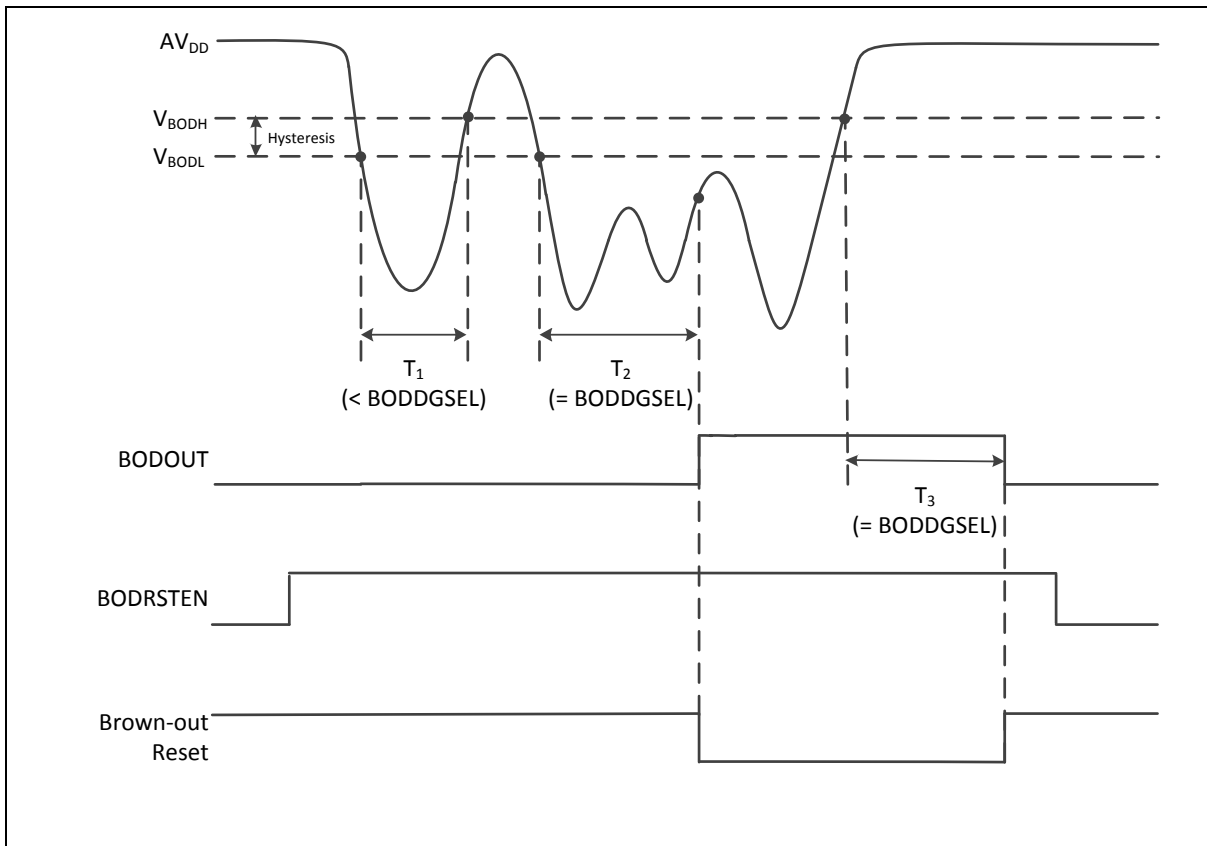 AVDD
VBODH
Hysteresis
VBODL
T1
(< BODDGSEL)
T2
(= BODDGSEL)
BODOUT
T3
(= BODDGSEL)
BODRSTEN
Brown-out
Reset